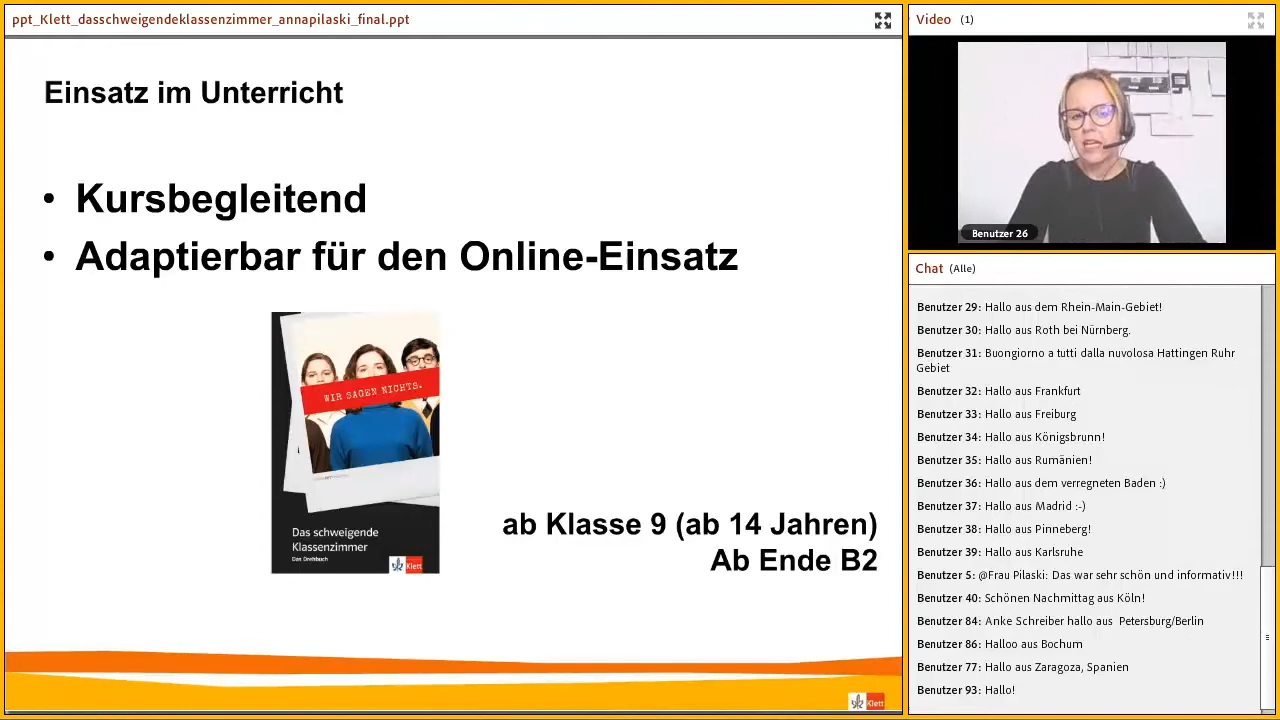 ppt_Klett_dasschweigendeklassenzimmer_annapilaski_final.ppt
Einsatz im Unterricht
• Kursbegleitend
• Adaptierbar für den Online-Einsatz
WIR SAGEN NICHTS.
Das schweigende
Klassenzimmer
Das Drehbuch
Klett
ab Klasse 9 (ab 14 Jahren)
Ab Ende B2
Klett
Video (1)
Benutzer 26
Chat (Alle)
Benutzer 29: Hallo aus dem Rhein-Main-Gebiet!
Benutzer 30: Hallo aus Roth bei Nürnberg.
Benutzer 31: Buongiorno a tutti dalla nuvolosa Hattingen Ruhr
Gebiet
Benutzer 32: Hallo aus Frankfurt
Benutzer 33: Hallo aus Freiburg
Benutzer 34: Hallo aus Königsbrunn!
Benutzer 35: Hallo aus Rumänien!
Benutzer 36: Hallo aus dem verregneten Baden :)
Benutzer 37: Hallo aus Madrid :-)
Benutzer 38: Hallo aus Pinneberg!
Benutzer 39: Hallo aus Karlsruhe
Benutzer 5: @Frau Pilaski: Das war sehr schön und informativ!!!
Benutzer 40: Schönen Nachmittag aus Köln!
Benutzer 84: Anke Schreiber hallo aus  Petersburg/Berlin
Benutzer 86: Halloo aus Bochum
Benutzer 77: Hallo aus Zaragoza, Spanien
Benutzer 93: Hallo!